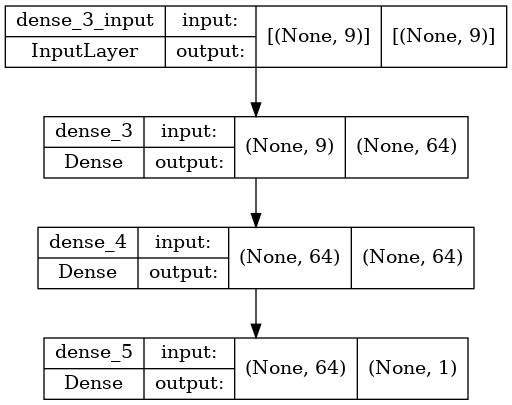 dense_3_input input: [(None, 9)] [(None, 9)]
InputLayer output:
dense_3 input: (None, 9) (None, 64)
Dense output:
dense_4 input: (None, 64) (None, 64)
Dense output:
dense_5 input: (None, 64) (None, 1)
Dense output: